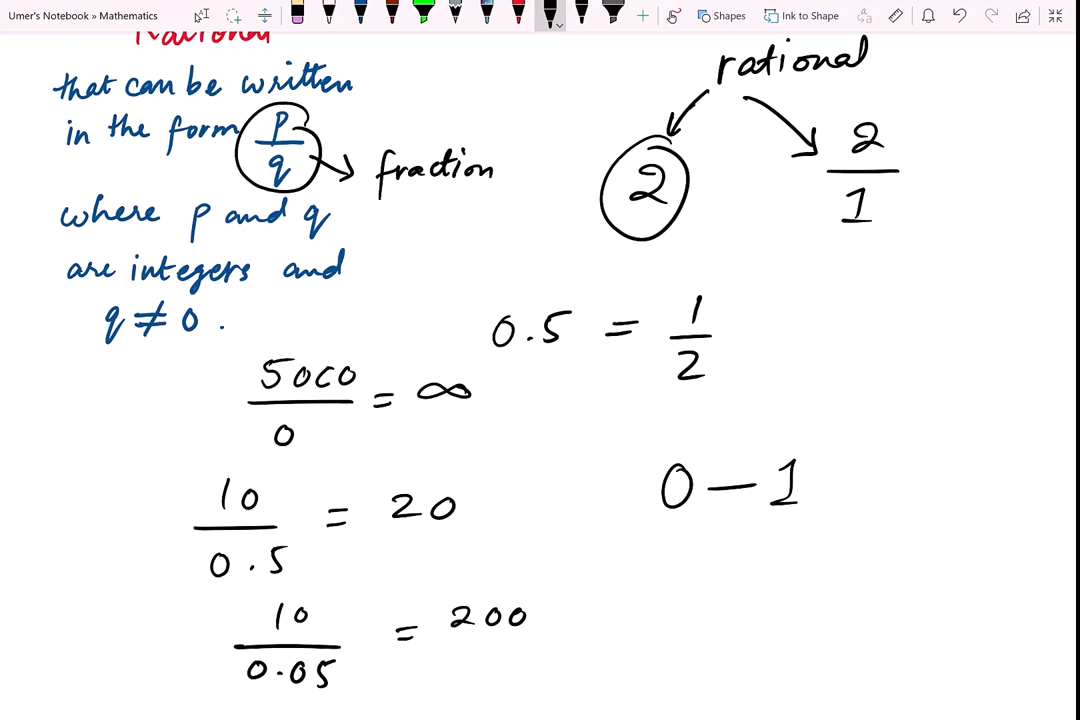 Umer's Notebook » Mathematics
Shapes
Ink to Shape
Rational
that can be written
in the form p/q
fraction
where p and q
are integers and
q ≠ 0 .
rational
2
2/1
0.5 = 1/2
5000/0 = ∞
10/0.5 = 20
0 — 1
10/0.05 = 200